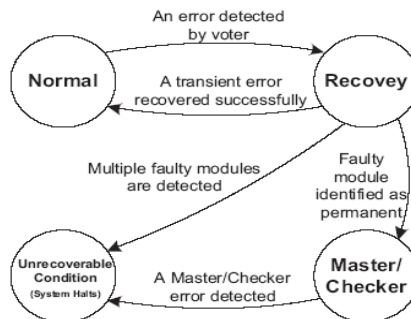 An error detected
by voter
Normal
Recovey
A transient error
recovered successfully
Multiple faulty modules
are detected
Faulty
module
identified as
permanent
Unrecoverable
Condition
(System Halts)
A Master/Checker
error detected
Master/
Checker